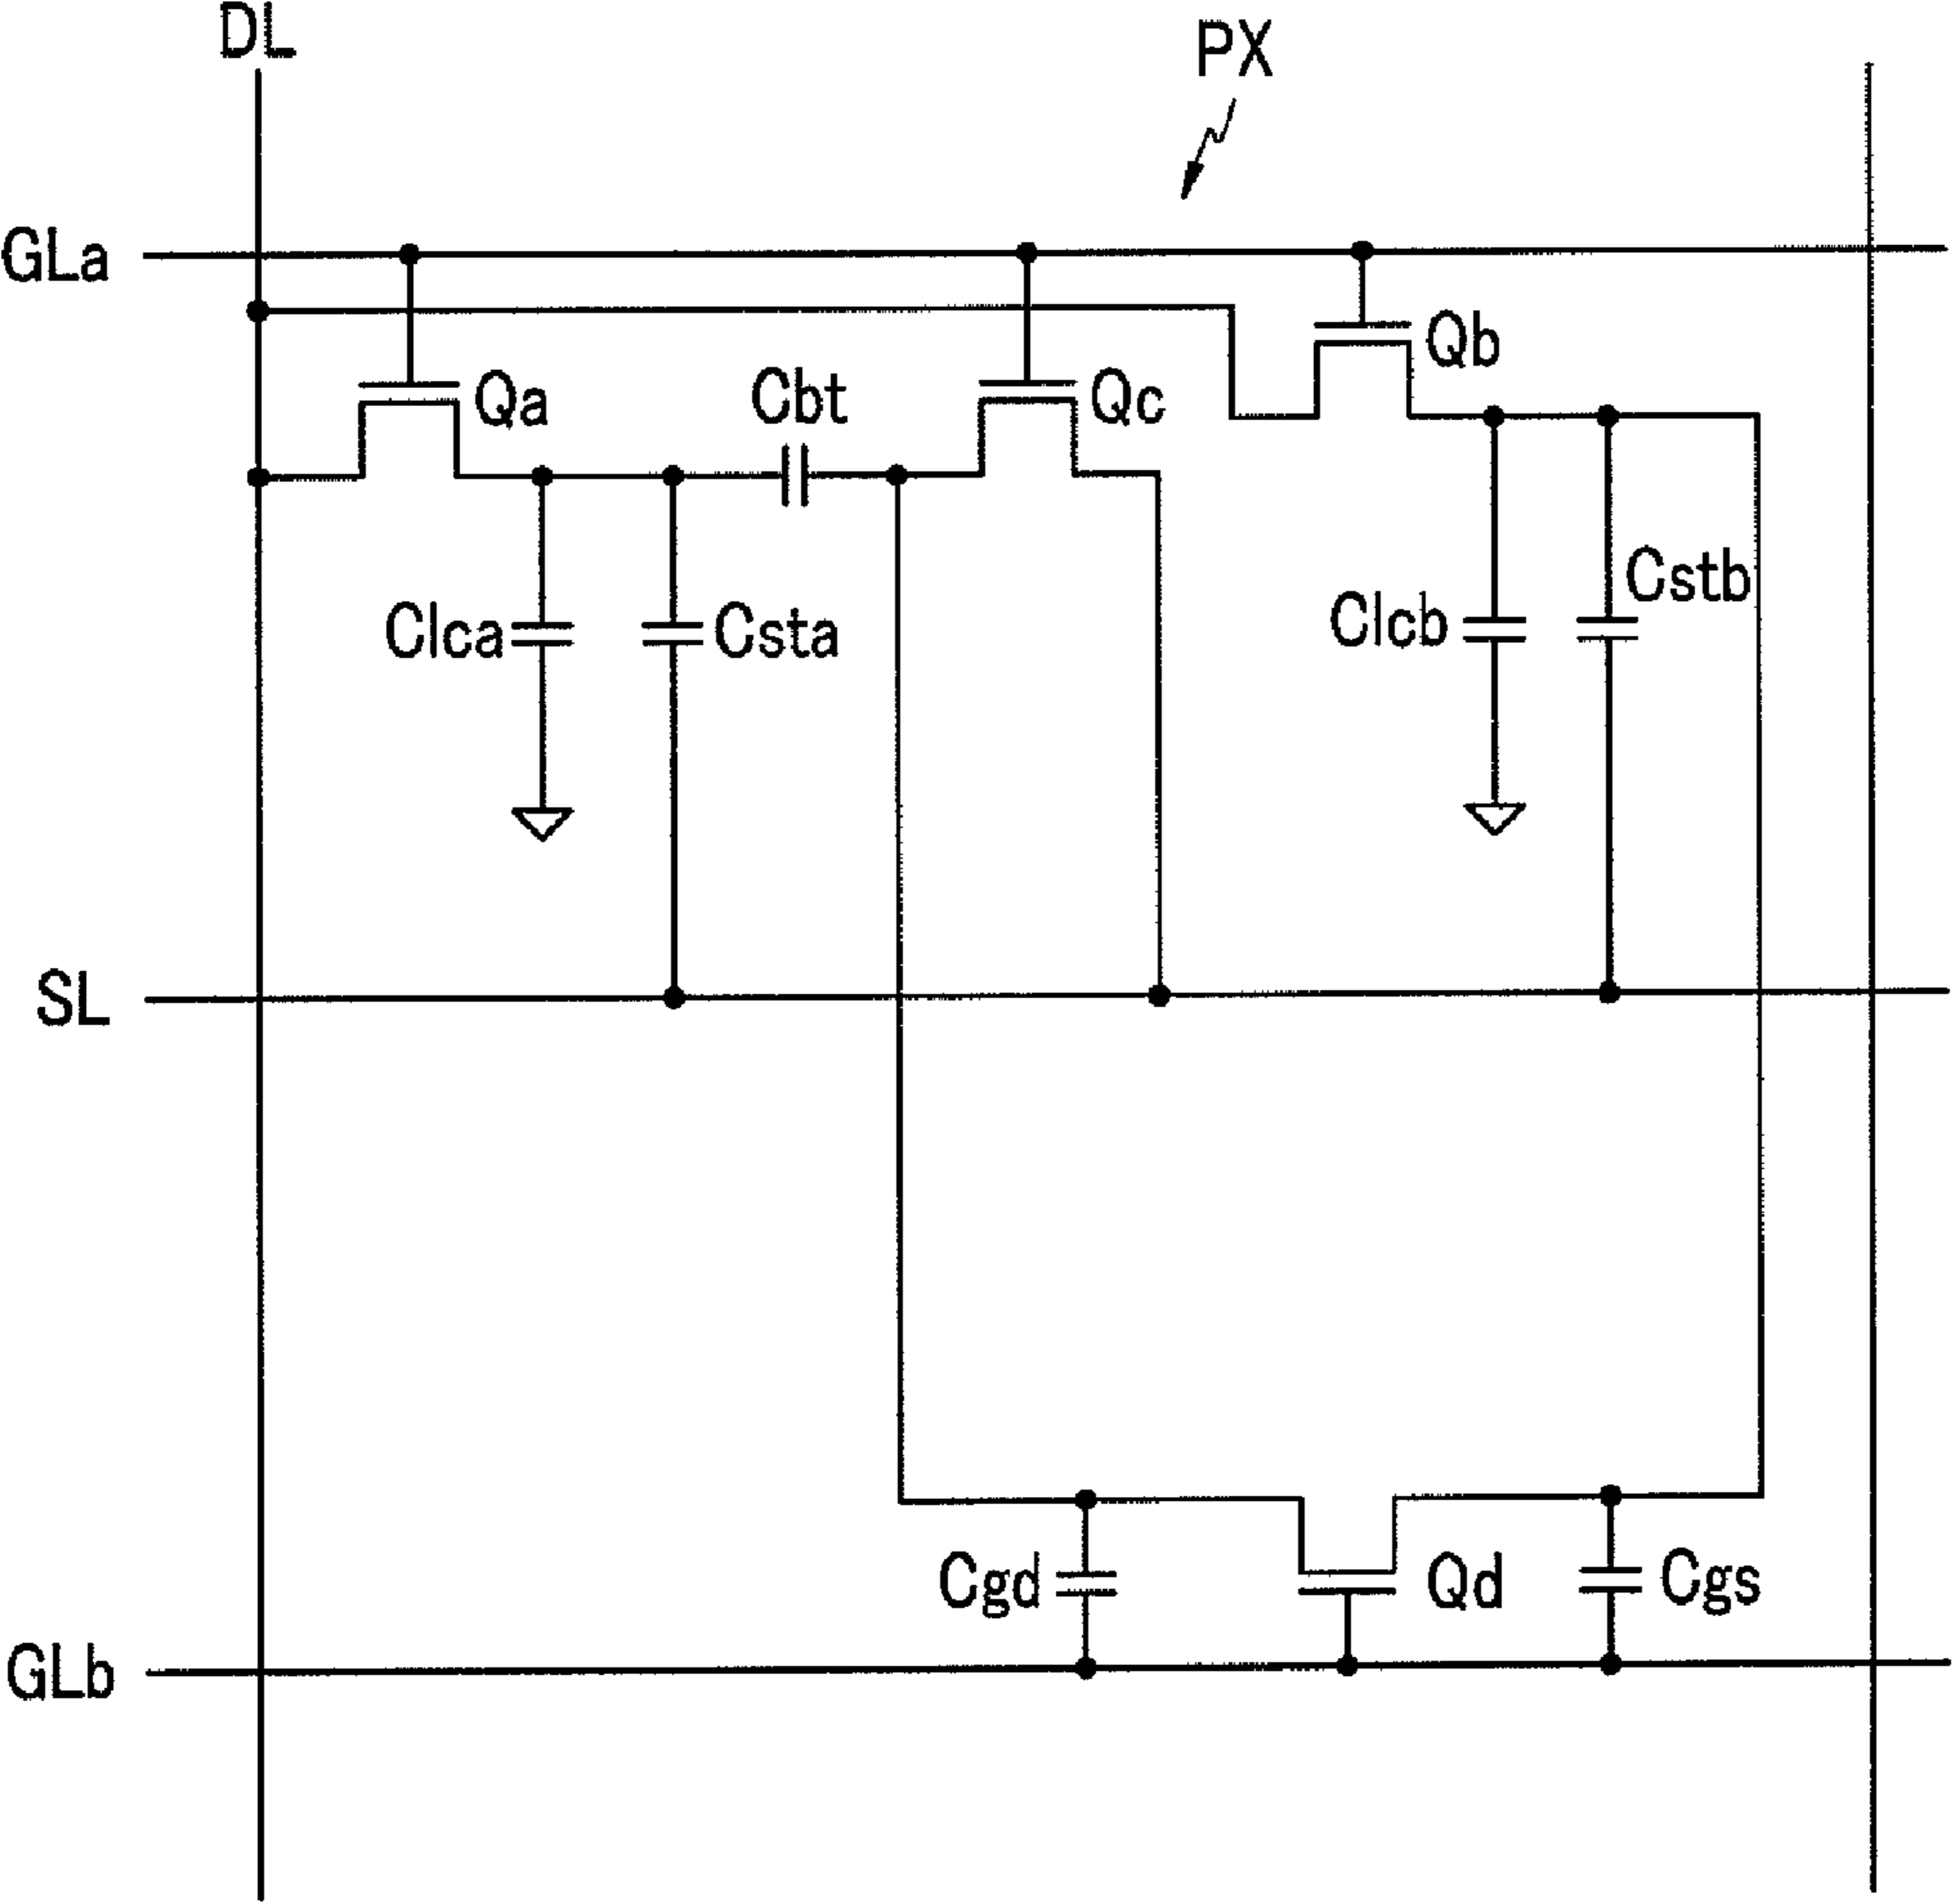 DL
PX
GLa
Qb
Qa
Cbt
Qc
Cstb
Clca
Csta
Clcb
SL
Cgd
Qd
Cgs
GLb